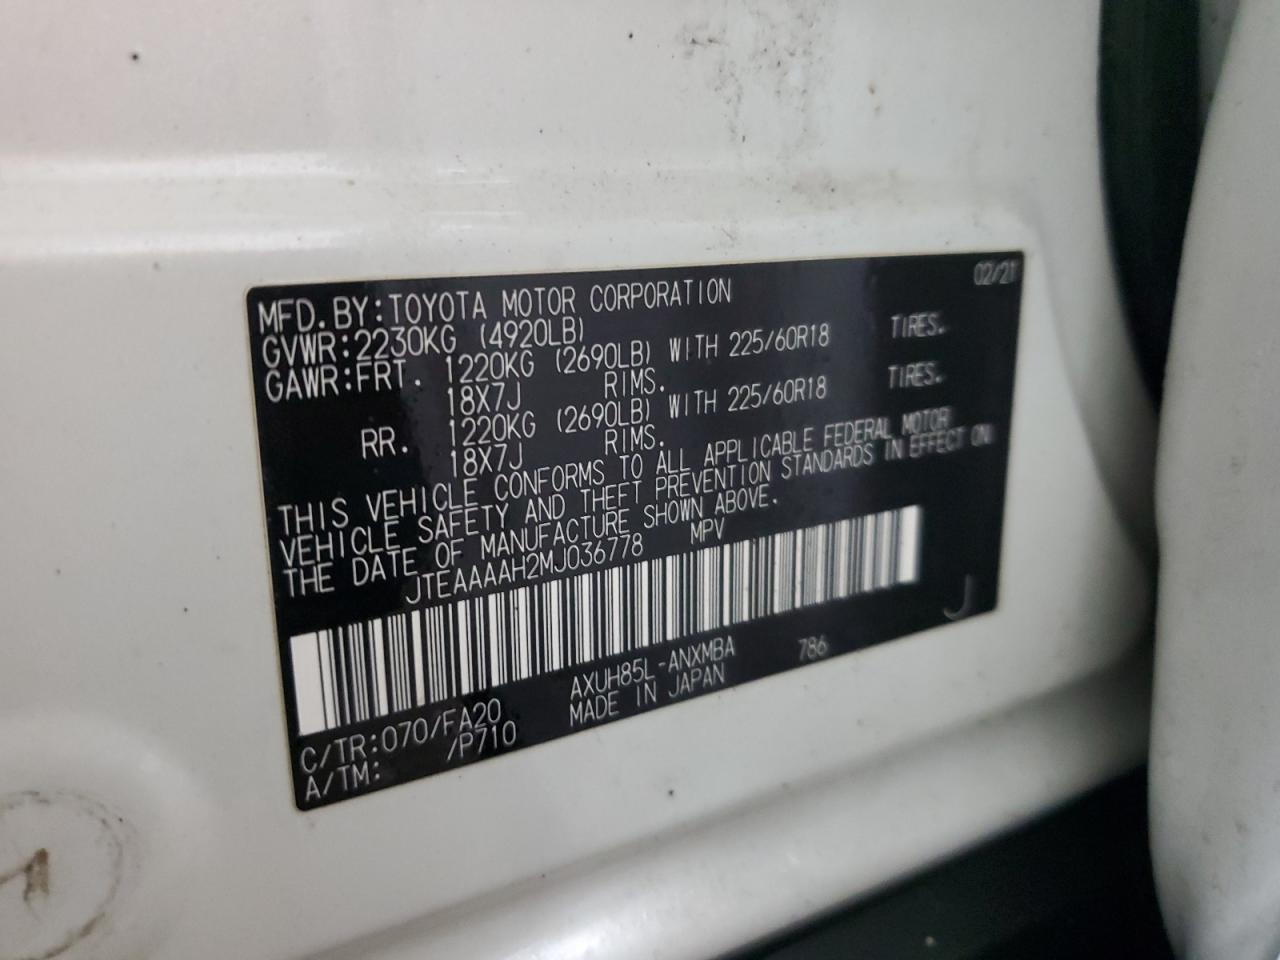 02/21
MFD.BY:TOYOTA MOTOR CORPORATION
GVWR:2230KG (4920LB)
GAWR:FRT. 1220KG (2690LB) WITH 225/60R18 TIRES.
18X7J RIMS.
RR. 1220KG (2690LB) WITH 225/60R18 TIRES.
18X7J RIMS.
THIS VEHICLE CONFORMS TO ALL APPLICABLE FEDERAL MOTOR
VEHICLE SAFETY AND THEFT PREVENTION STANDARDS IN EFFECT ON
THE DATE OF MANUFACTURE SHOWN ABOVE.
JTEAAAAH2MJ036778 MPV
J
C/TR:070/FA20 AXUH85L-ANXMBA 786
A/TM: /P710 MADE IN JAPAN